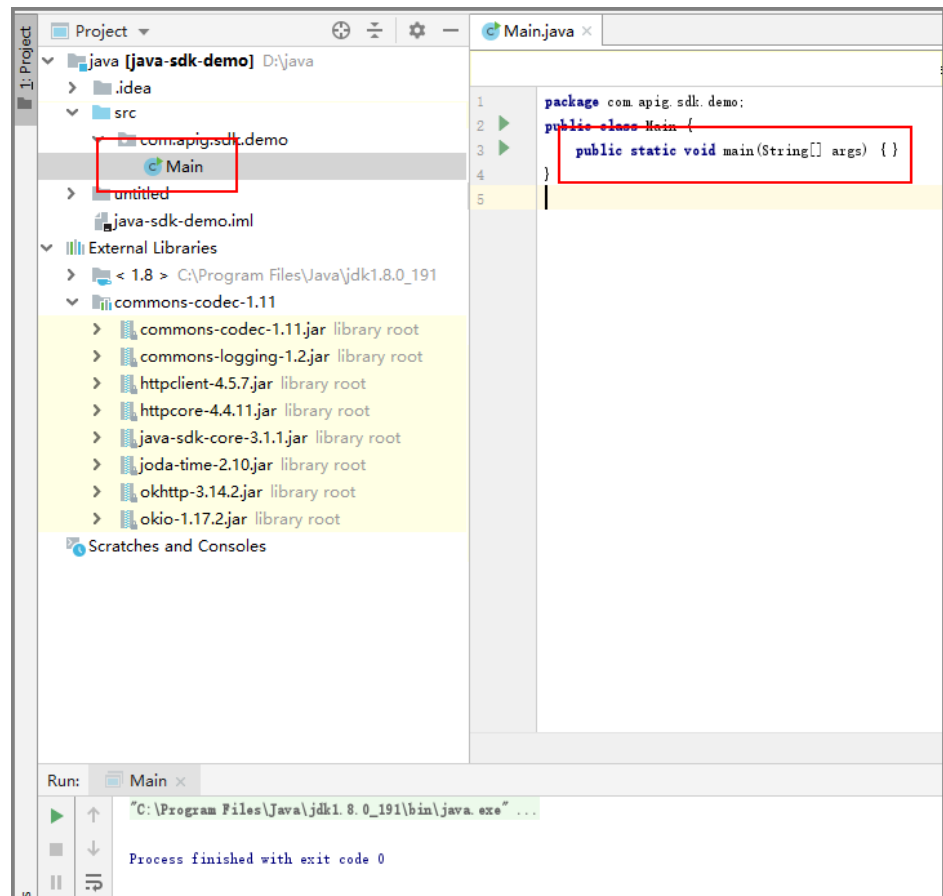 1: Project
Project
java [java-sdk-demo] D:\java
.idea
src
com.apig.sdk.demo
Main
untitled
java-sdk-demo.iml
External Libraries
< 1.8 > C:\Program Files\Java\jdk1.8.0_191
commons-codec-1.11
commons-codec-1.11.jar library root
commons-logging-1.2.jar library root
httpclient-4.5.7.jar library root
httpcore-4.4.11.jar library root
java-sdk-core-3.1.1.jar library root
joda-time-2.10.jar library root
okhttp-3.14.2.jar library root
okio-1.17.2.jar library root
Scratches and Consoles
Main.java
1 package com.apig.sdk.demo;
2 public class Main {
3 public static void main(String[] args) { }
4 }
5
Run: Main
"C:\Program Files\Java\jdk1.8.0_191\bin\java.exe" ...
Process finished with exit code 0